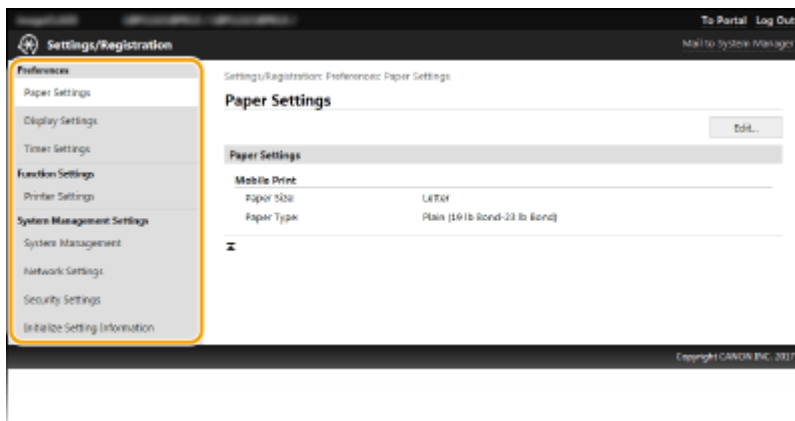 To Portal Log Out
Settings/Registration
Mail to System Manager
Preferences
Paper Settings
Display Settings
Timer Settings
Function Settings
Printer Settings
System Management Settings
System Management
Network Settings
Security Settings
Initialize Setting Information
Settings/Registration: Preferences: Paper Settings
Paper Settings
Edit...
Paper Settings
Mobile Print
Paper Size Letter
Paper Type Plain (19 lb Bond-23 lb Bond)
Copyright CANON INC. 2017